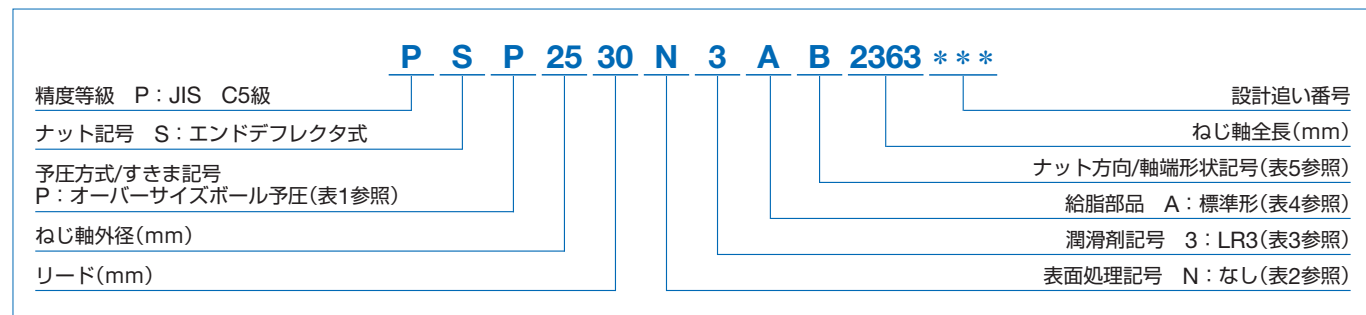 P S P 25 30 N 3 A B 2363 ***
精度等級 P:JIS C5級
ナット記号 S:エンドデフレクタ式
予圧方式/すきま記号
P:オーバーサイズボール予圧(表1参照)
ねじ軸外径(mm)
リード(mm)
設計追い番号
ねじ軸全長(mm)
ナット方向/軸端形状記号(表5参照)
給脂部品 A:標準形(表4参照)
潤滑剤記号 3:LR3(表3参照)
表面処理記号 N:なし(表2参照)